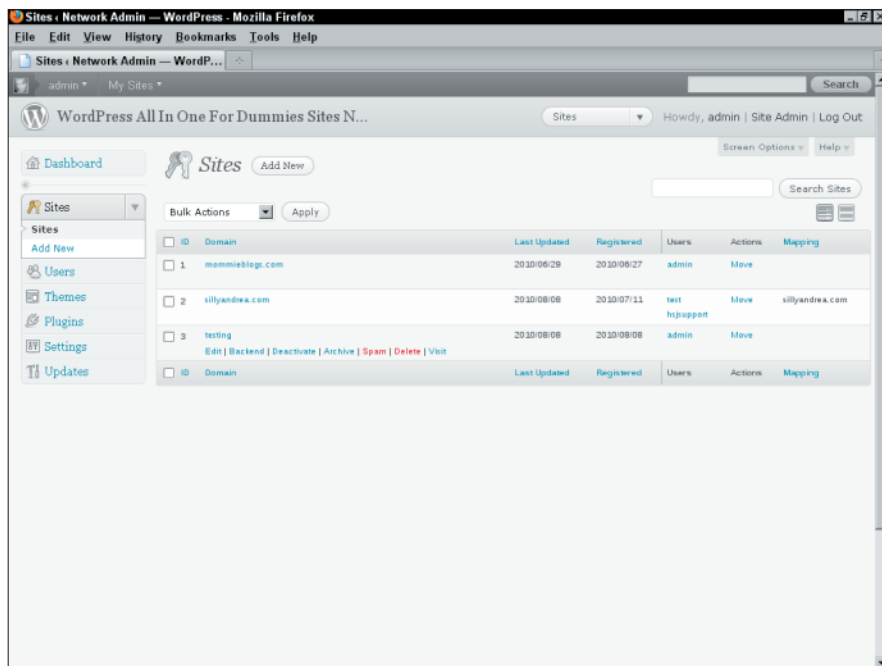 Sites ‹ Network Admin — WordPress - Mozilla Firefox
File Edit View History Bookmarks Tools Help
Sites ‹ Network Admin — WordP...
admin My Sites Search
WordPress All In One For Dummies Sites N... Sites Howdy, admin | Site Admin | Log Out
Screen Options Help
Dashboard
Sites Add New
Search Sites
Sites
Bulk Actions Apply
Sites
Add New
Users
Themes
Plugins
Settings
Updates
ID Domain Last Updated Registered Users Actions Mapping
1 mommieblogs.com 2010/06/29 2010/06/27 admin Move
2 sillyandrea.com 2010/08/08 2010/07/11 test Move sillyandrea.com
hsjsupport
3 testing 2010/08/08 2010/08/08 admin Move
Edit | Backend | Deactivate | Archive | Spam | Delete | Visit
ID Domain Last Updated Registered Users Actions Mapping